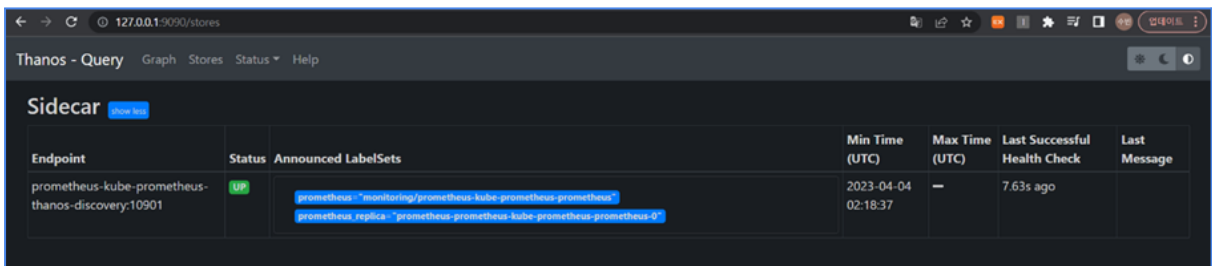 127.0.0.1:9090/stores
업데이트
Thanos - Query Graph Stores Status Help
Sidecar show less
Endpoint Status Announced LabelSets Min Time (UTC) Max Time (UTC) Last Successful Health Check Last Message
prometheus-kube-prometheus-thanos-discovery:10901 UP
prometheus="monitoring/prometheus-kube-prometheus-prometheus"
prometheus_replica="prometheus-prometheus-kube-prometheus-prometheus-0"
2023-04-04 02:18:37 — 7.63s ago